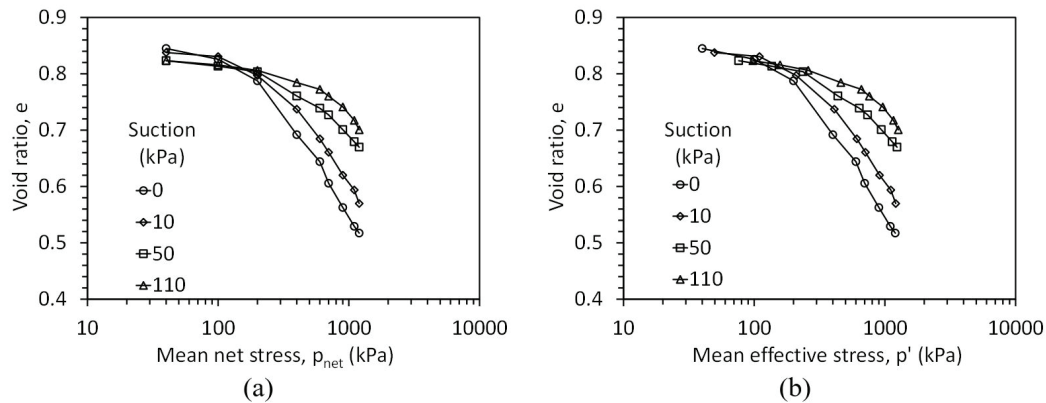 0.9
0.8
0.7
0.6
0.5
0.4
Void ratio, e
Suction
(kPa)
0
10
50
110
10 100 1000 10000
Mean net stress, pnet (kPa)
(a)
0.9
0.8
0.7
0.6
0.5
0.4
Void ratio, e
Suction
(kPa)
0
10
50
110
10 100 1000 10000
Mean effective stress, p' (kPa)
(b)